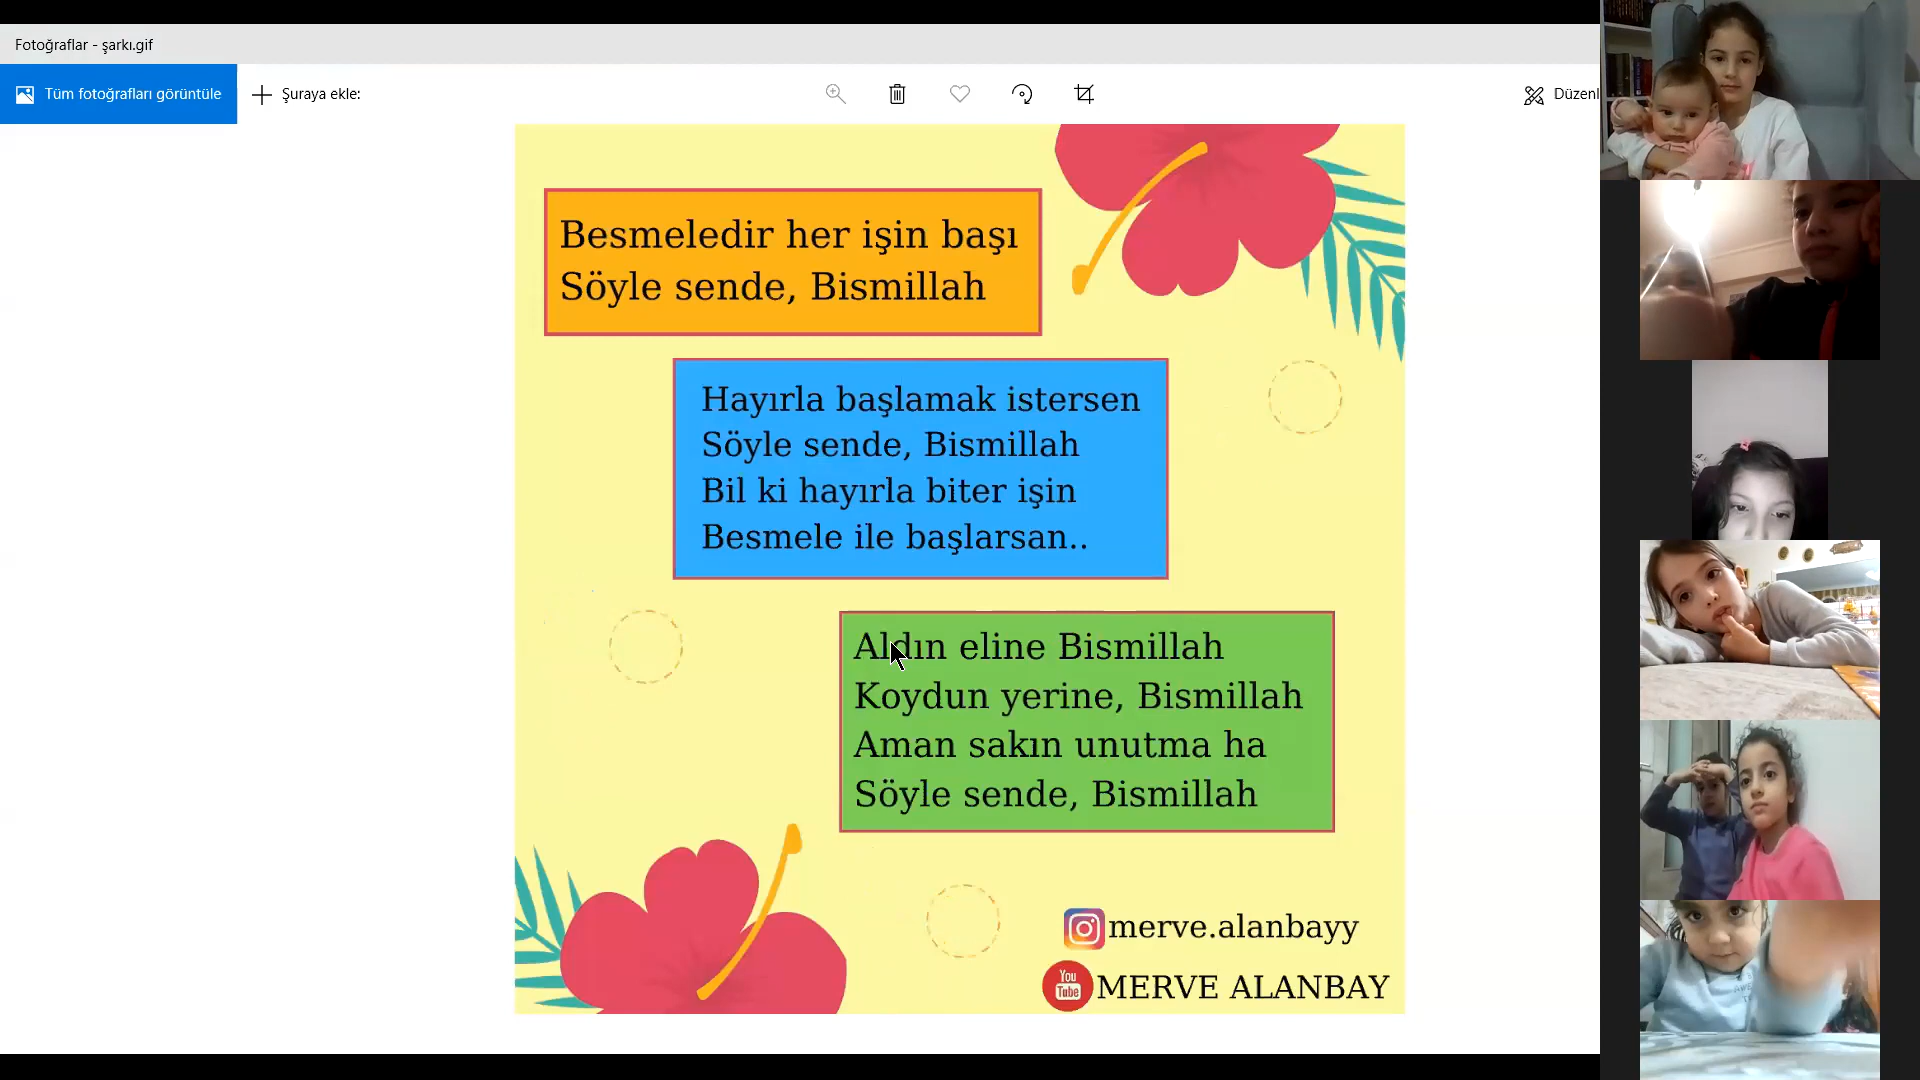 Fotoğraflar - şarkı.gif
Tüm fotoğrafları görüntüle
Şuraya ekle:
Düzenl
Besmeledir her işin başı
Söyle sende, Bismillah
Hayırla başlamak istersen
Söyle sende, Bismillah
Bil ki hayırla biter işin
Besmele ile başlarsan..
Aldın eline Bismillah
Koydun yerine, Bismillah
Aman sakın unutma ha
Söyle sende, Bismillah
merve.alanbayy
You
Tube
MERVE ALANBAY